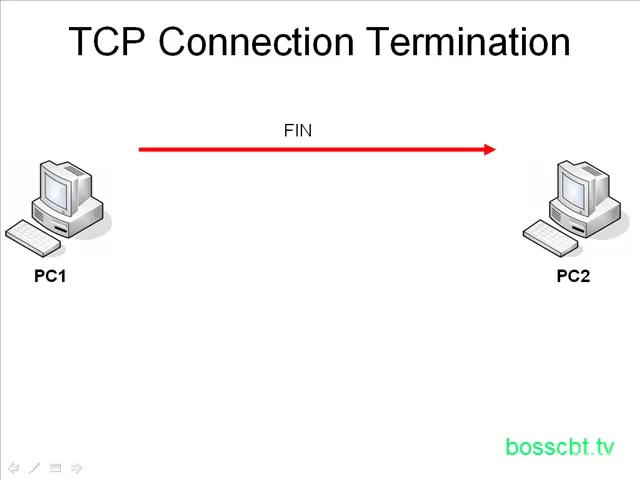 TCP Connection Termination
FIN
PC1
PC2
bosscbt.tv